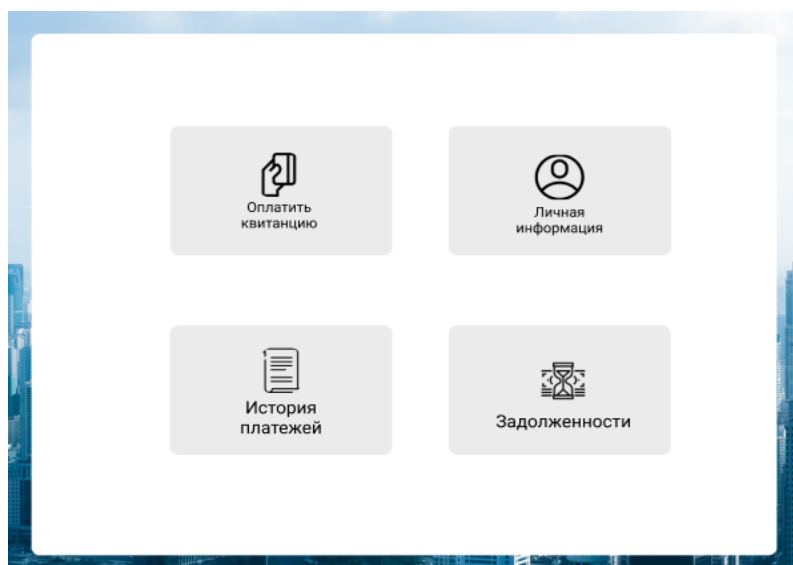 Оплатить
квитанцию
Личная
информация
История
платежей
Задолженности